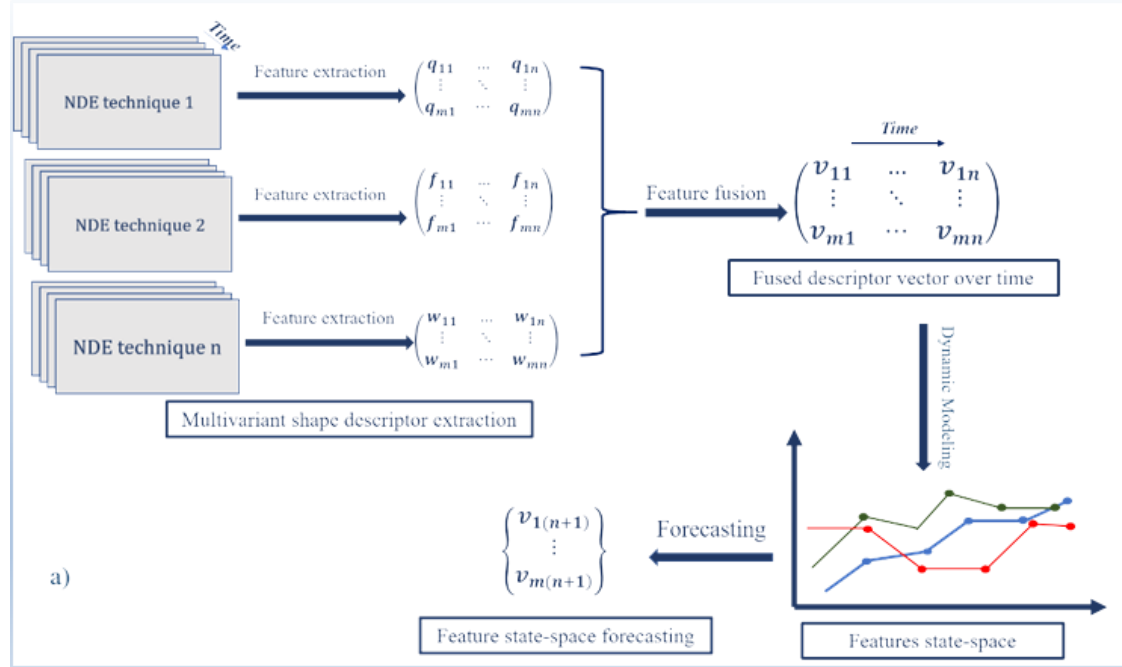 Time
NDE technique 1
Feature extraction
q11 ... q1n
⋮ ⋱ ⋮
qm1 ... qmn
NDE technique 2
Feature extraction
f11 ... f1n
⋮ ⋱ ⋮
fm1 ... fmn
NDE technique n
Feature extraction
w11 ... w1n
⋮ ⋱ ⋮
wm1 ... wmn
Multivariant shape descriptor extraction
Feature fusion
Time
v11 ... v1n
⋮ ⋱ ⋮
vm1 ... vmn
Fused descriptor vector over time
Dynamic Modeling
Features state-space
Forecasting
v1(n+1)
⋮
vm(n+1)
Feature state-space forecasting
a)